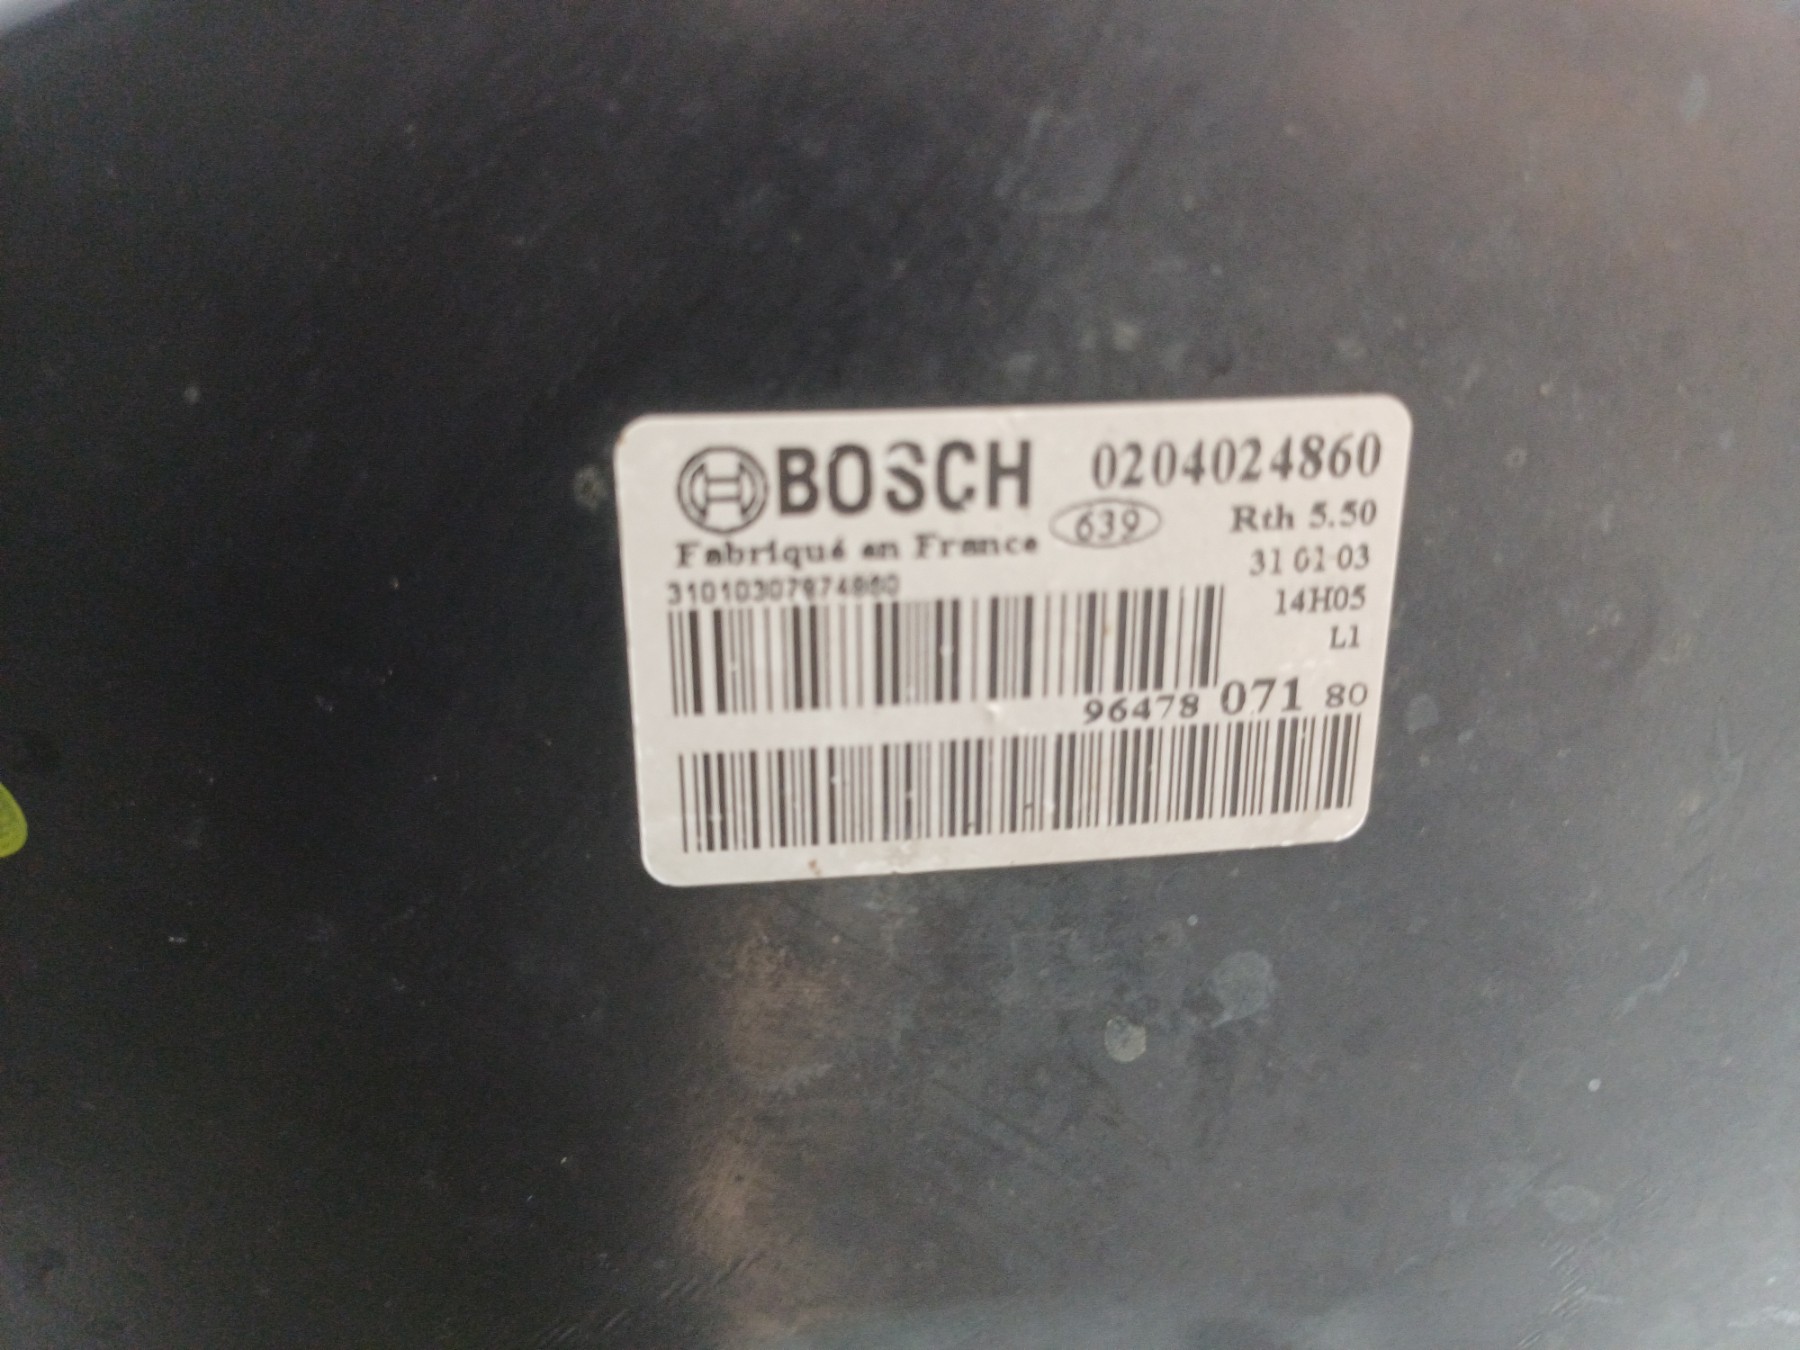 BOSCH 0204024860
Fabriqué en France 639 Rth 5.50
31 01 03
31010307974860
14H05
L1
96478 071 80